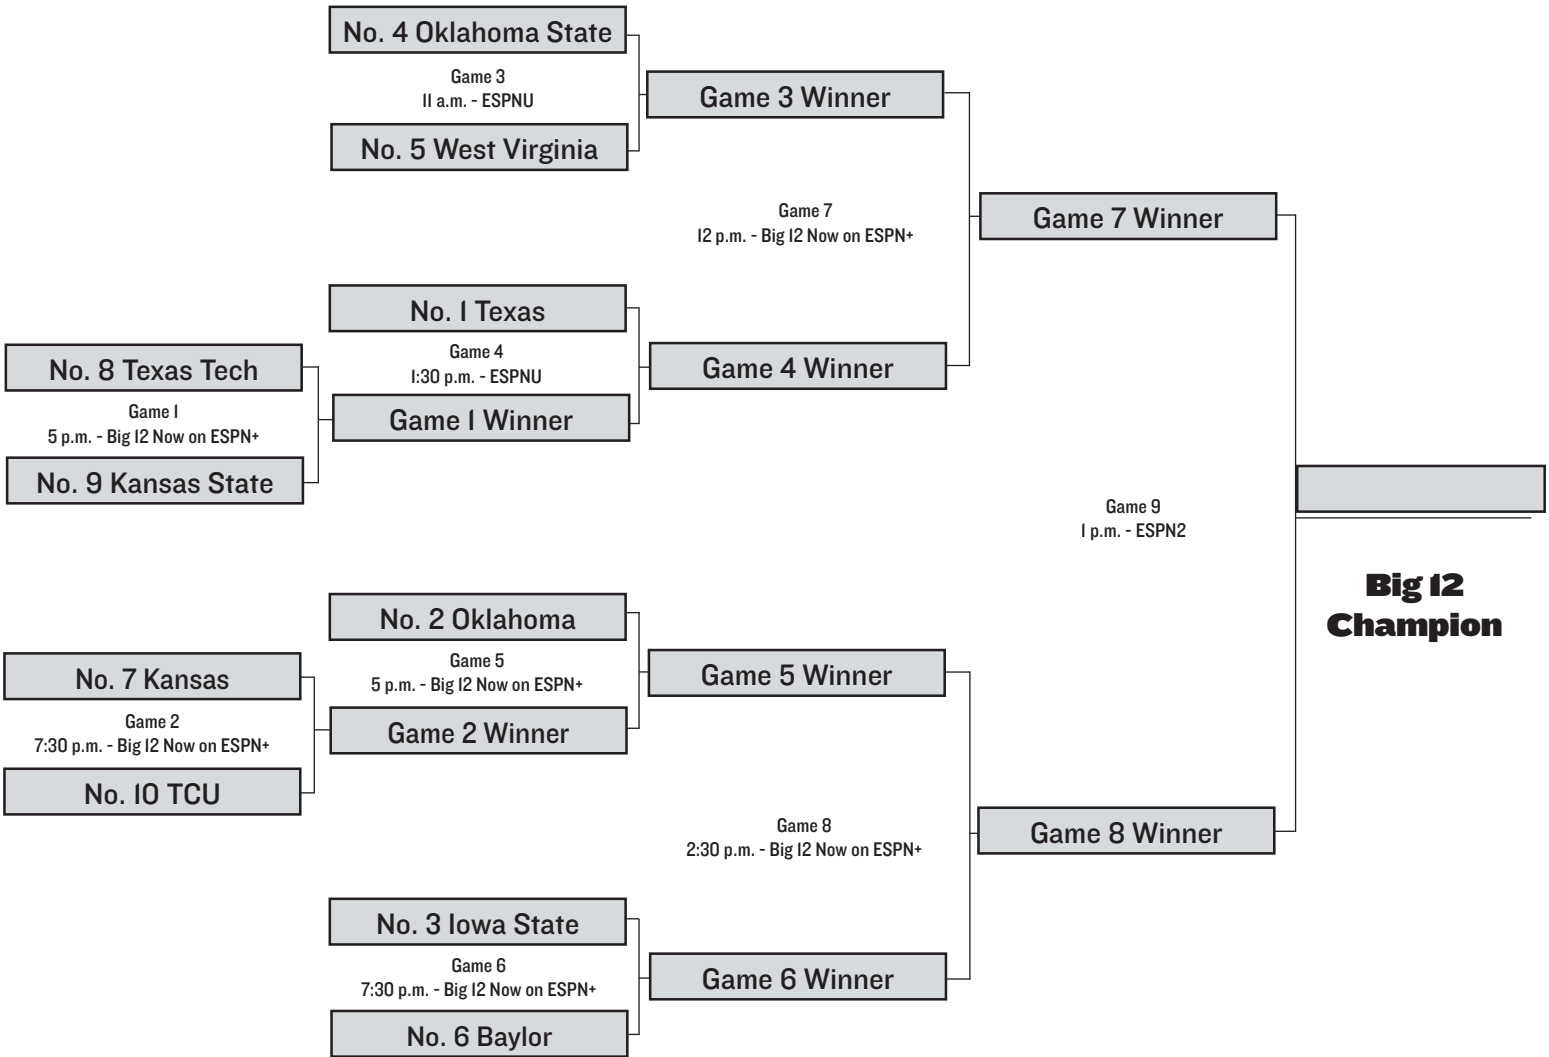 No. 4 Oklahoma State
Game 3
11 a.m. - ESPNU
No. 5 West Virginia
Game 3 Winner
Game 7
12 p.m. - Big 12 Now on ESPN+
Game 7 Winner
No. 1 Texas
Game 4
1:30 p.m. - ESPNU
Game 1 Winner
Game 4 Winner
No. 8 Texas Tech
Game 1
5 p.m. - Big 12 Now on ESPN+
No. 9 Kansas State
Game 9
1 p.m. - ESPN2
Big 12
Champion
No. 2 Oklahoma
Game 5
5 p.m. - Big 12 Now on ESPN+
Game 2 Winner
Game 5 Winner
No. 7 Kansas
Game 2
7:30 p.m. - Big 12 Now on ESPN+
No. 10 TCU
Game 8
2:30 p.m. - Big 12 Now on ESPN+
Game 8 Winner
No. 3 Iowa State
Game 6
7:30 p.m. - Big 12 Now on ESPN+
No. 6 Baylor
Game 6 Winner